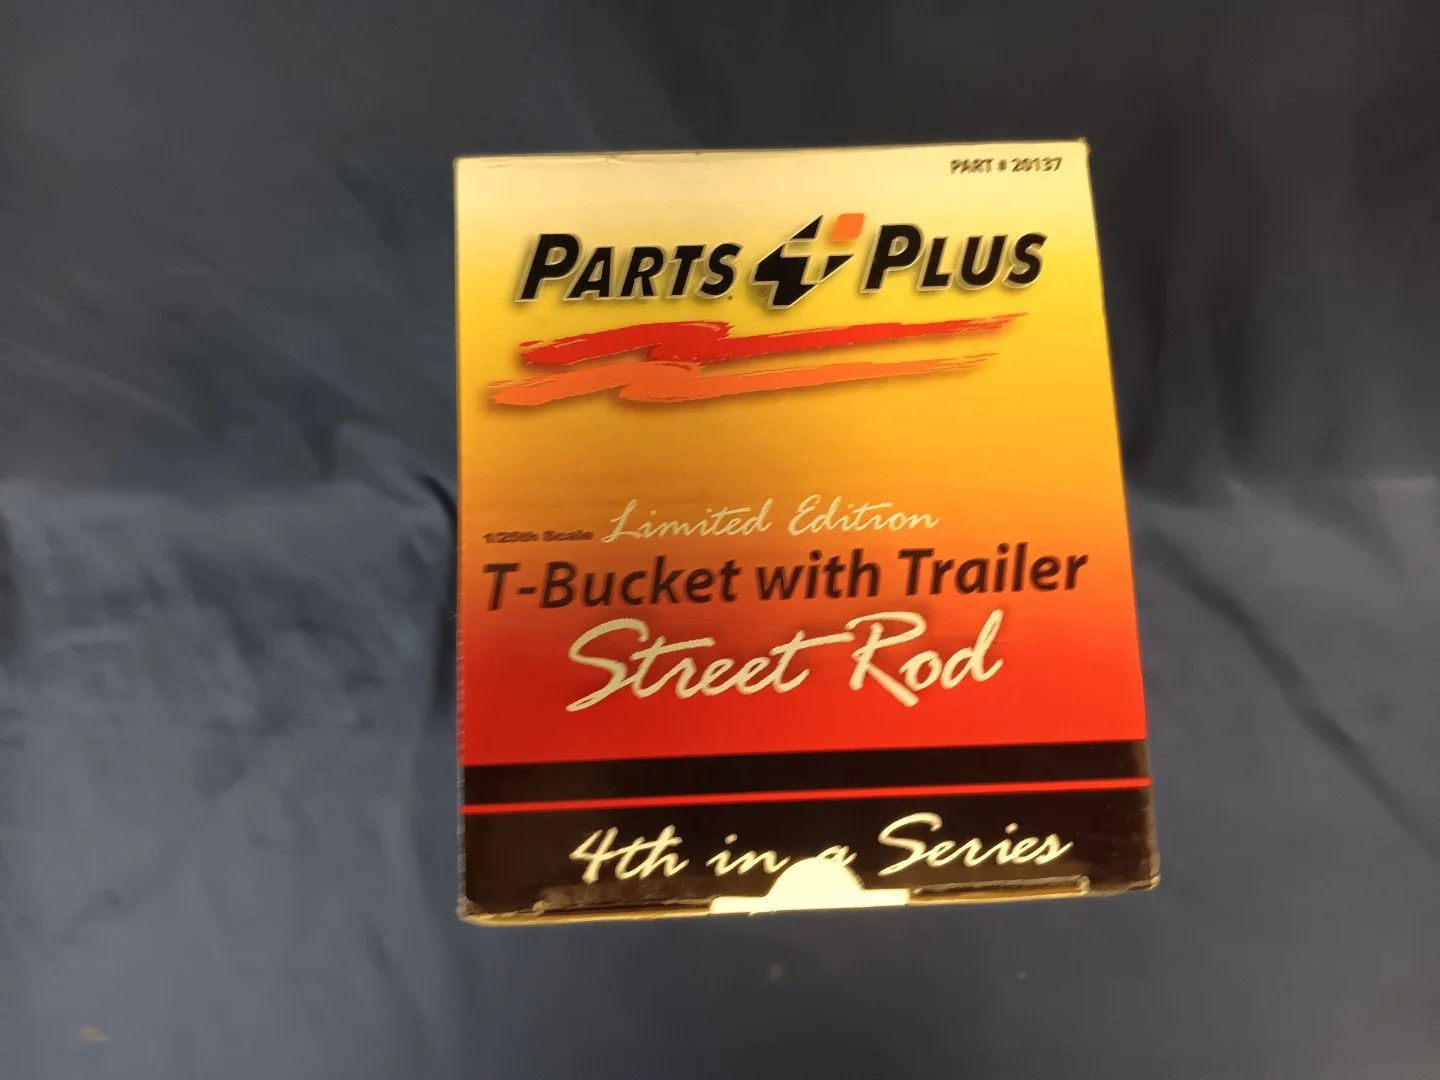 PART # 20137
PARTS PLUS
1/25th Scale Limited Edition
T-Bucket with Trailer
Street Rod
4th in a Series